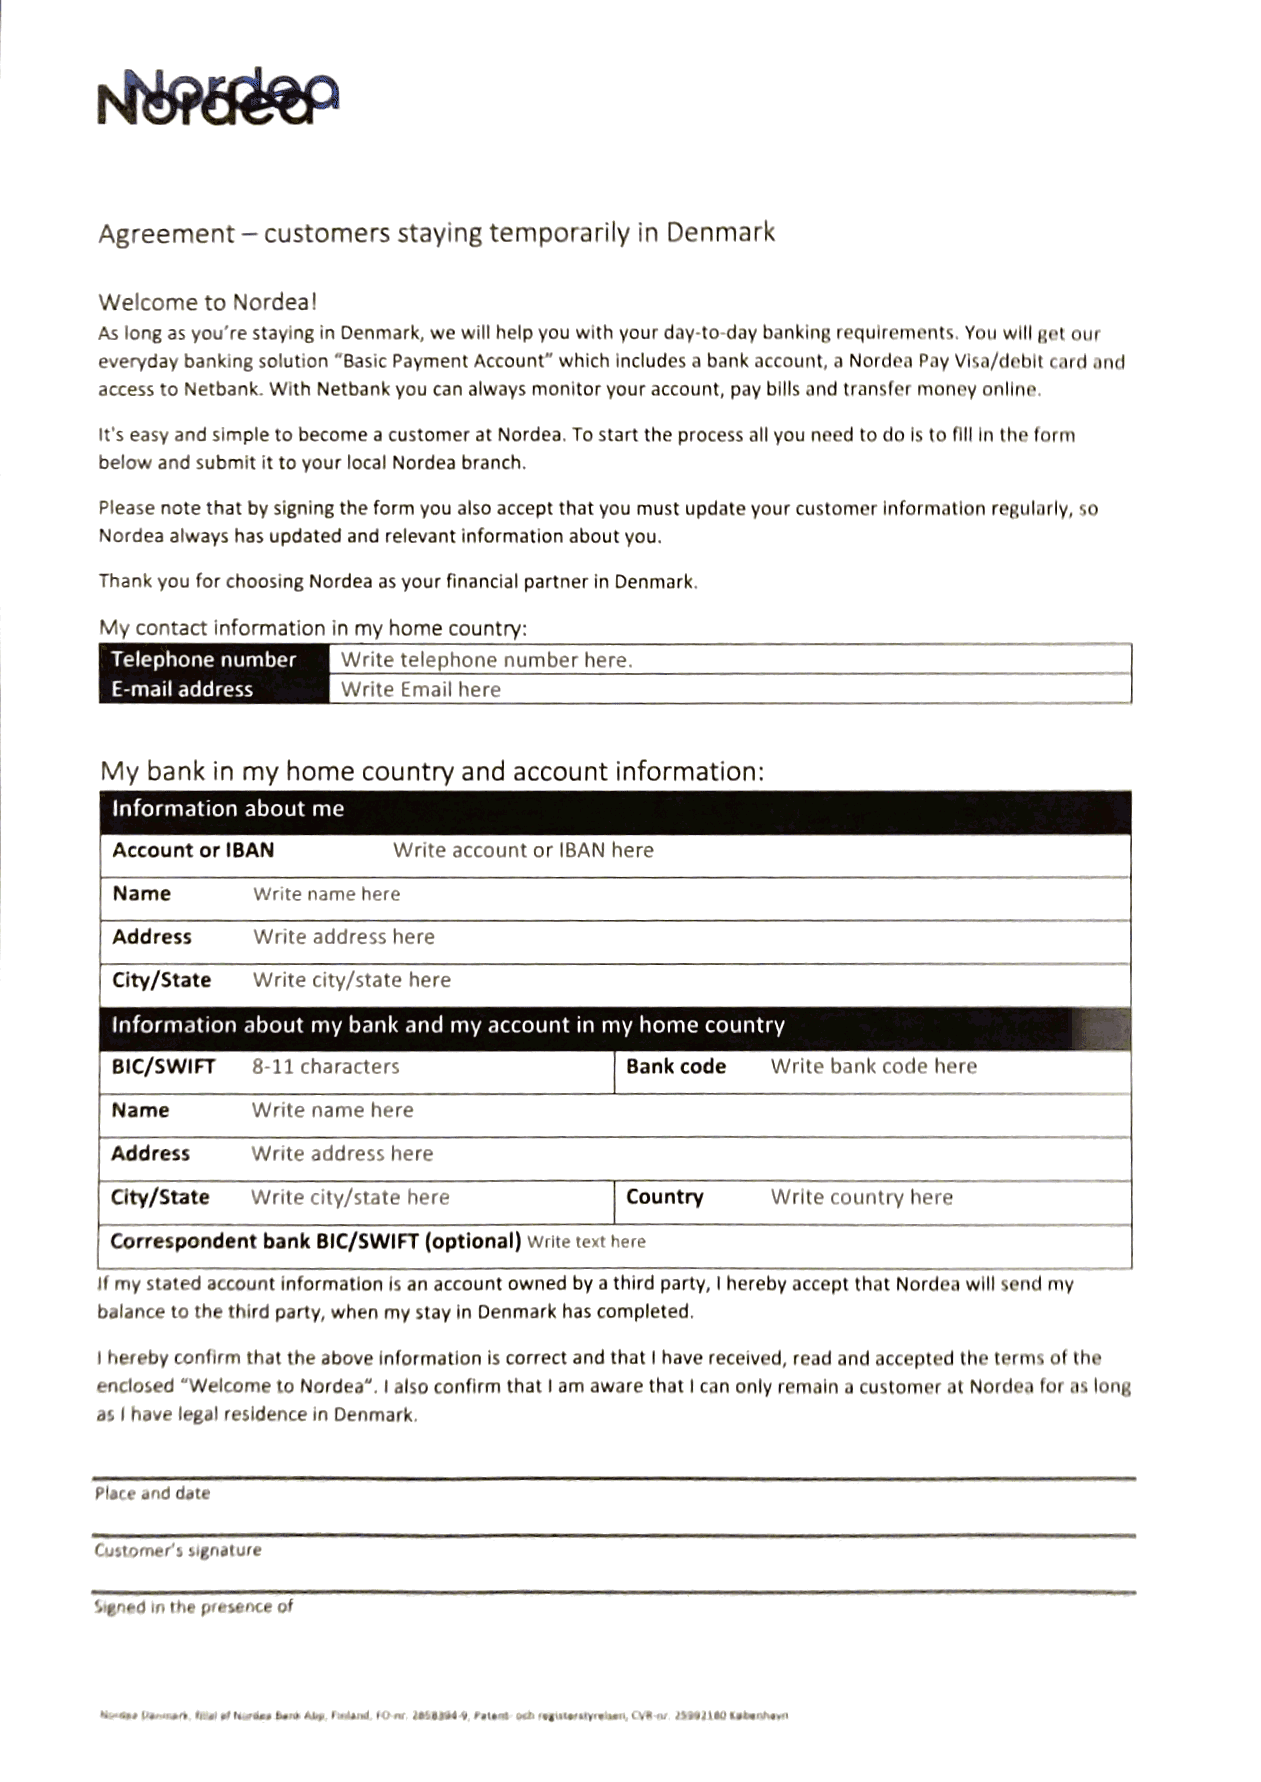 Nordea
Nordea
Agreement – customers staying temporarily in Denmark
Welcome to Nordea!
As long as you're staying in Denmark, we will help you with your day-to-day banking requirements. You will get our
everyday banking solution "Basic Payment Account" which includes a bank account, a Nordea Pay Visa/debit card and
access to Netbank. With Netbank you can always monitor your account, pay bills and transfer money online.
It's easy and simple to become a customer at Nordea. To start the process all you need to do is to fill in the form
below and submit it to your local Nordea branch.
Please note that by signing the form you also accept that you must update your customer information regularly, so
Nordea always has updated and relevant information about you.
Thank you for choosing Nordea as your financial partner in Denmark.
My contact information in my home country:
Telephone number Write telephone number here.
E-mail address Write Email here
My bank in my home country and account information:
Information about me
Account or IBAN Write account or IBAN here
Name Write name here
Address Write address here
City/State Write city/state here
Information about my bank and my account in my home country
BIC/SWIFT 8-11 characters Bank code Write bank code here
Name Write name here
Address Write address here
City/State Write city/state here Country Write country here
Correspondent bank BIC/SWIFT (optional) Write text here
If my stated account information is an account owned by a third party, I hereby accept that Nordea will send my
balance to the third party, when my stay in Denmark has completed.
I hereby confirm that the above information is correct and that I have received, read and accepted the terms of the
enclosed "Welcome to Nordea". I also confirm that I am aware that I can only remain a customer at Nordea for as long
as I have legal residence in Denmark.
Place and date
Customer's signature
Signed in the presence of
Nordea Danmark, filial af Nordea Bank Abp, Finland, FO-nr. 2858394-9, Patent- och registerstyrelsen, CVR-nr. 25992180 København